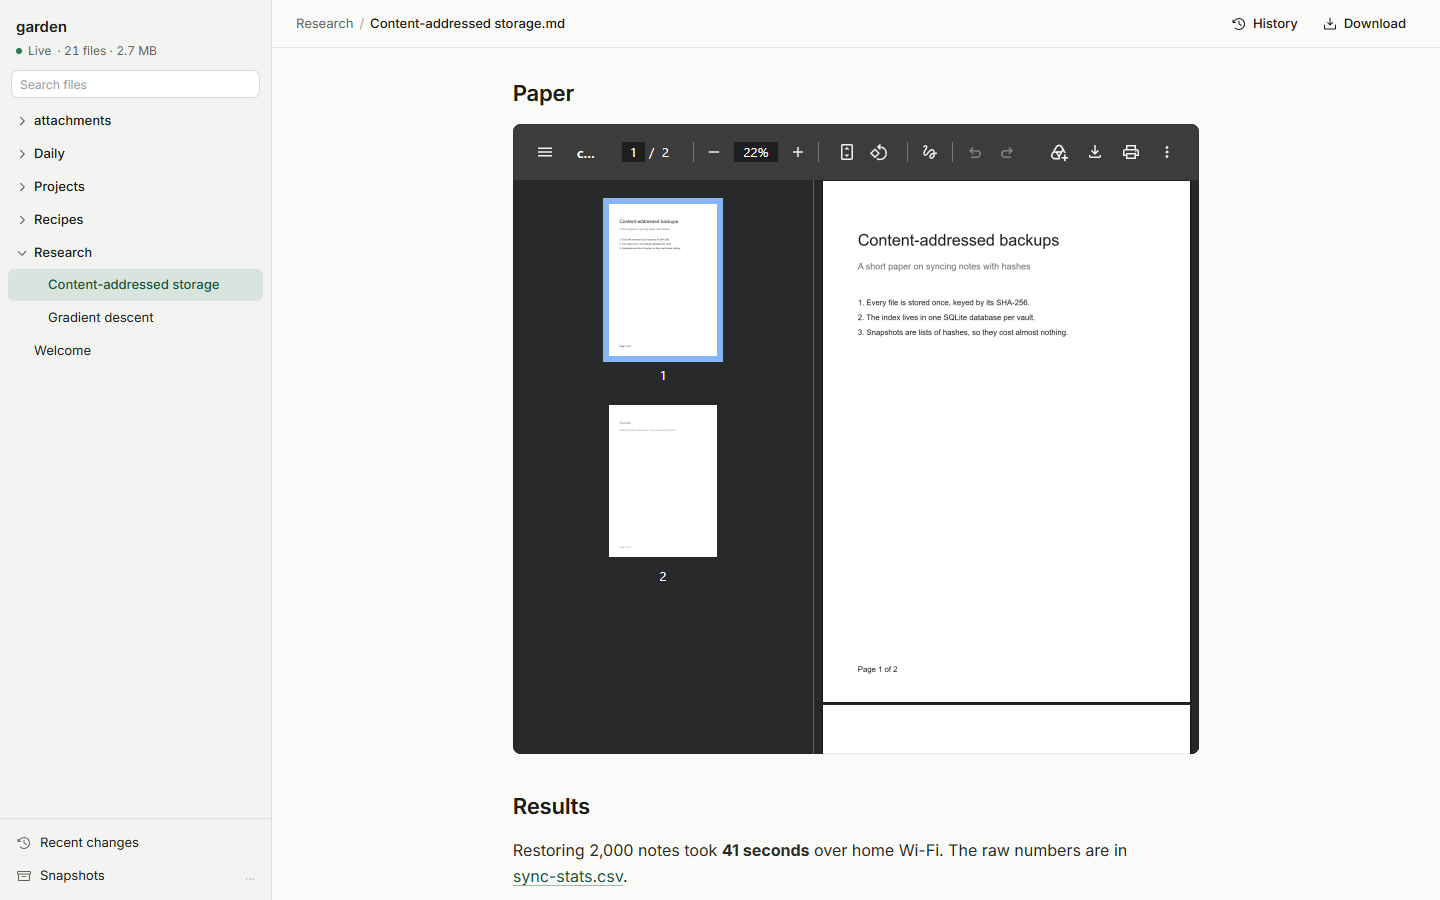 garden
Live · 21 files · 2.7 MB
Search files
attachments
Daily
Projects
Recipes
Research
Content-addressed storage
Gradient descent
Welcome
Recent changes
Snapshots ...
Research / Content-addressed storage.md
History
Download
Paper
c... 1 / 2 22%
Content-addressed backups
1
2
Content-addressed backups
A short paper on syncing notes with hashes
1. Every file is stored once, keyed by its SHA-256.
2. The index lives in one SQLite database per vault.
3. Snapshots are lists of hashes, so they cost almost nothing.
Page 1 of 2
Results
Restoring 2,000 notes took 41 seconds over home Wi-Fi. The raw numbers are in
sync-stats.csv.